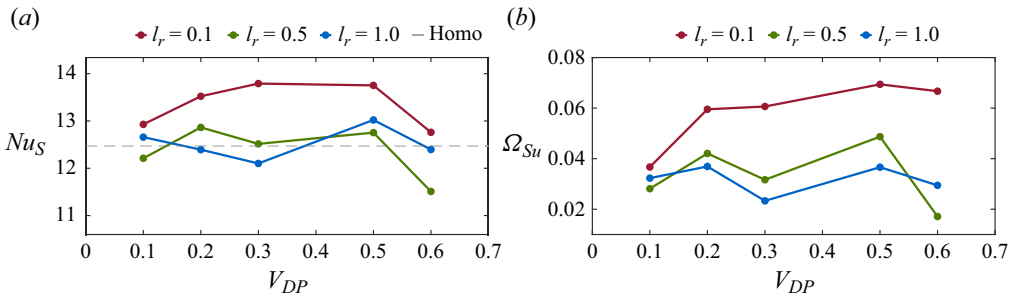 (a)
l_r = 0.1 l_r = 0.5 l_r = 1.0 Homo
14
13
12
11
Nu_S
0 0.1 0.2 0.3 0.4 0.5 0.6 0.7
V_DP
(b)
l_r = 0.1 l_r = 0.5 l_r = 1.0
0.08
0.06
0.04
0.02
Ω_Su
0 0.1 0.2 0.3 0.4 0.5 0.6 0.7
V_DP